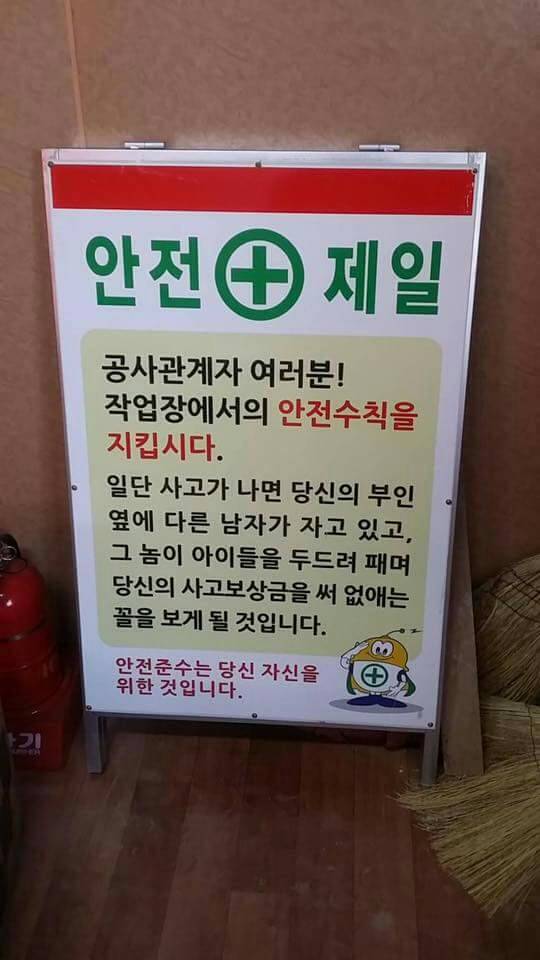 안전 제일
공사관계자 여러분!
작업장에서의 안전수칙을
지킵시다.
일단 사고가 나면 당신의 부인
옆에 다른 남자가 자고 있고,
그 놈이 아이들을 두드려 패며
당신의 사고보상금을 써 없애는
꼴을 보게 될 것입니다.
안전준수는 당신 자신을
위한 것입니다.